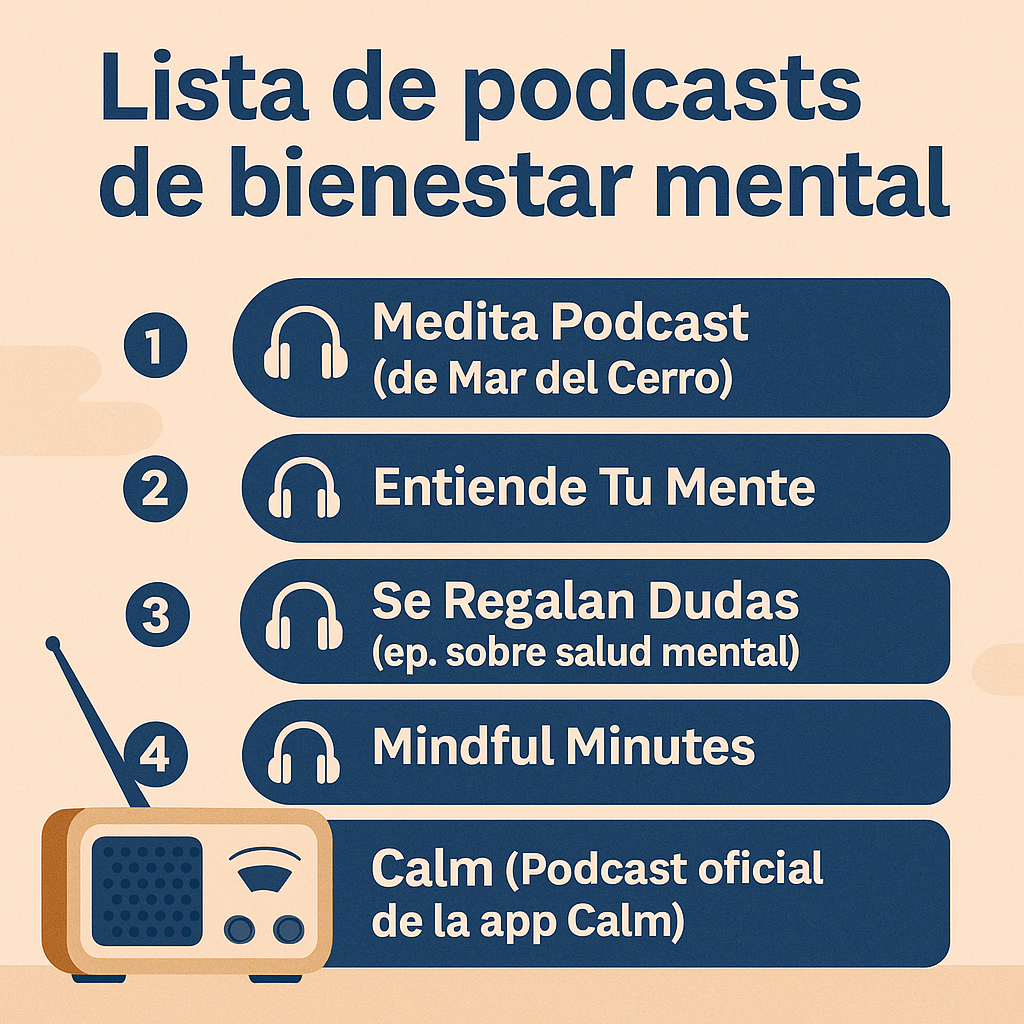 Lista de podcasts
de bienestar mental
1
Medita Podcast
(de Mar del Cerro)
2
Entiende Tu Mente
3
Se Regalan Dudas
(ep. sobre salud mental)
4
Mindful Minutes
Calm (Podcast oficial
de la app Calm)